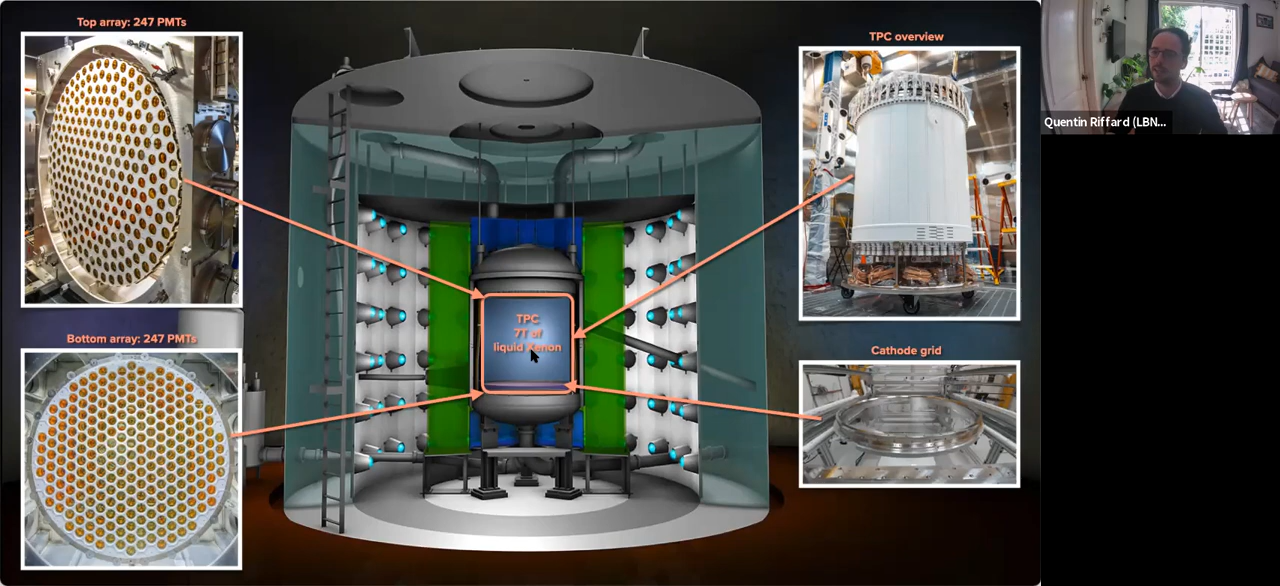 Top array: 247 PMTs
TPC overview
Quentin Riffard (LBN...
TPC
7T of
liquid Xenon
Bottom array: 247 PMTs
Cathode grid